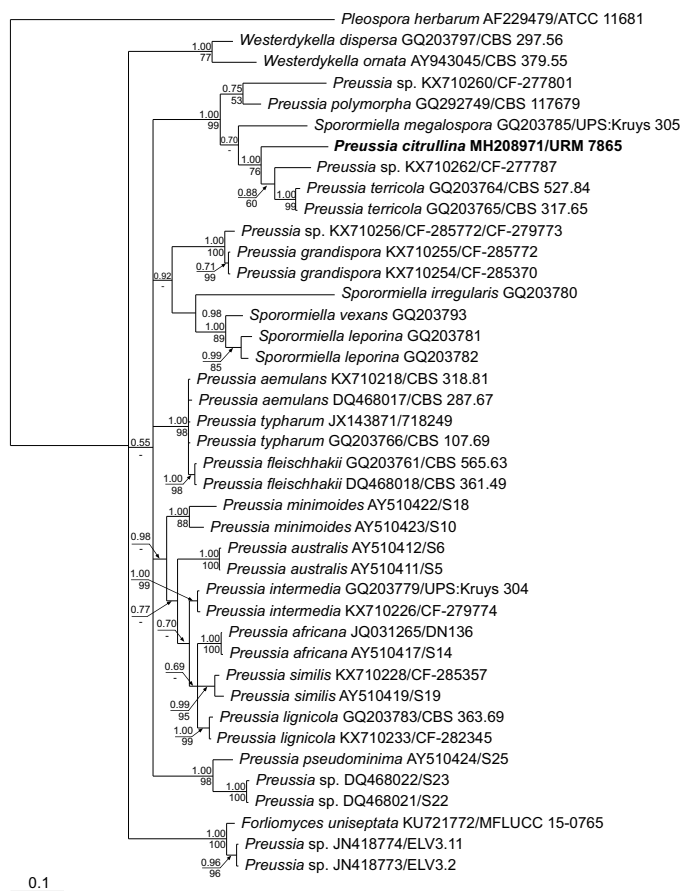 Pleospora herbarum AF229479/ATCC 11681
Westerdykella dispersa GQ203797/CBS 297.56
1.00
77
Westerdykella ornata AY943045/CBS 379.55
Preussia sp. KX710260/CF-277801
0.75
53
Preussia polymorpha GQ292749/CBS 117679
1.00
99
Sporormiella megalospora GQ203785/UPS:Kruys 305
0.70
-
Preussia citrullina MH208971/URM 7865
1.00
76
Preussia sp. KX710262/CF-277787
0.88
60
Preussia terricola GQ203764/CBS 527.84
1.00
99
Preussia terricola GQ203765/CBS 317.65
Preussia sp. KX710256/CF-285772/CF-279773
1.00
100
Preussia grandispora KX710255/CF-285772
0.71
99
Preussia grandispora KX710254/CF-285370
0.92
-
Sporormiella irregularis GQ203780
0.98
Sporormiella vexans GQ203793
1.00
89
Sporormiella leporina GQ203781
0.99
85
Sporormiella leporina GQ203782
Preussia aemulans KX710218/CBS 318.81
Preussia aemulans DQ468017/CBS 287.67
1.00
98
Preussia typharum JX143871/718249
Preussia typharum GQ203766/CBS 107.69
0.55
-
Preussia fleischhakii GQ203761/CBS 565.63
1.00
98
Preussia fleischhakii DQ468018/CBS 361.49
Preussia minimoides AY510422/S18
1.00
88
Preussia minimoides AY510423/S10
0.98
-
Preussia australis AY510412/S6
1.00
100
Preussia australis AY510411/S5
1.00
99
Preussia intermedia GQ203779/UPS:Kruys 304
0.77
-
Preussia intermedia KX710226/CF-279774
0.70
-
Preussia africana JQ031265/DN136
1.00
100
Preussia africana AY510417/S14
0.69
-
Preussia similis KX710228/CF-285357
0.99
95
Preussia similis AY510419/S19
Preussia lignicola GQ203783/CBS 363.69
1.00
99
Preussia lignicola KX710233/CF-282345
Preussia pseudominima AY510424/S25
1.00
98
Preussia sp. DQ468022/S23
1.00
100
Preussia sp. DQ468021/S22
Forliomyces uniseptata KU721772/MFLUCC 15-0765
1.00
100
Preussia sp. JN418774/ELV3.11
0.96
96
Preussia sp. JN418773/ELV3.2
0.1